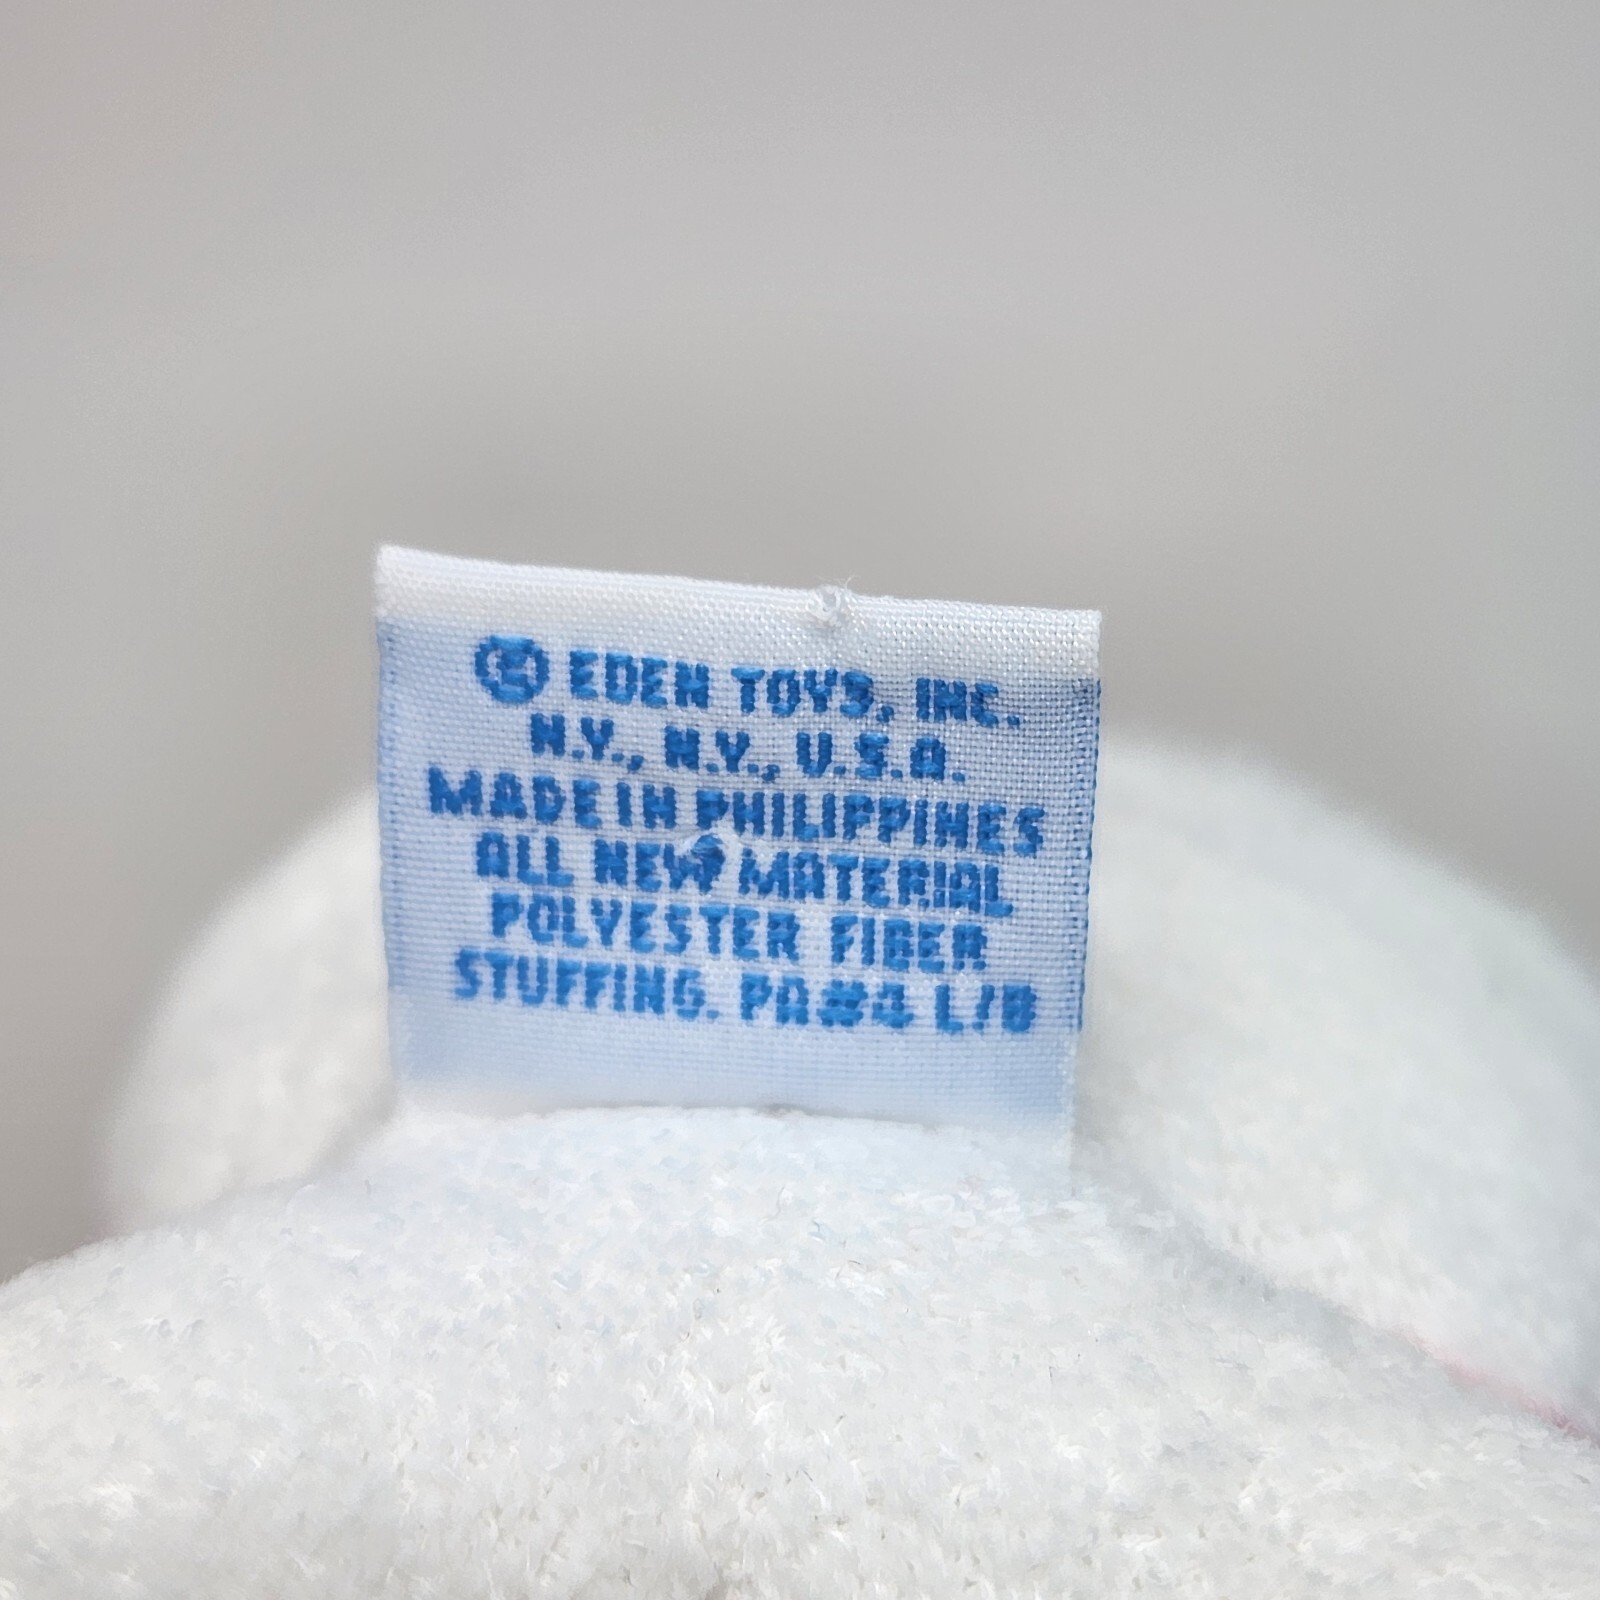 © EDEN TOYS, INC.
N.Y., N.Y., U.S.A.
MADE IN PHILIPPINES
ALL NEW MATERIAL
POLYESTER FIBER
STUFFING. PA#4 L/B